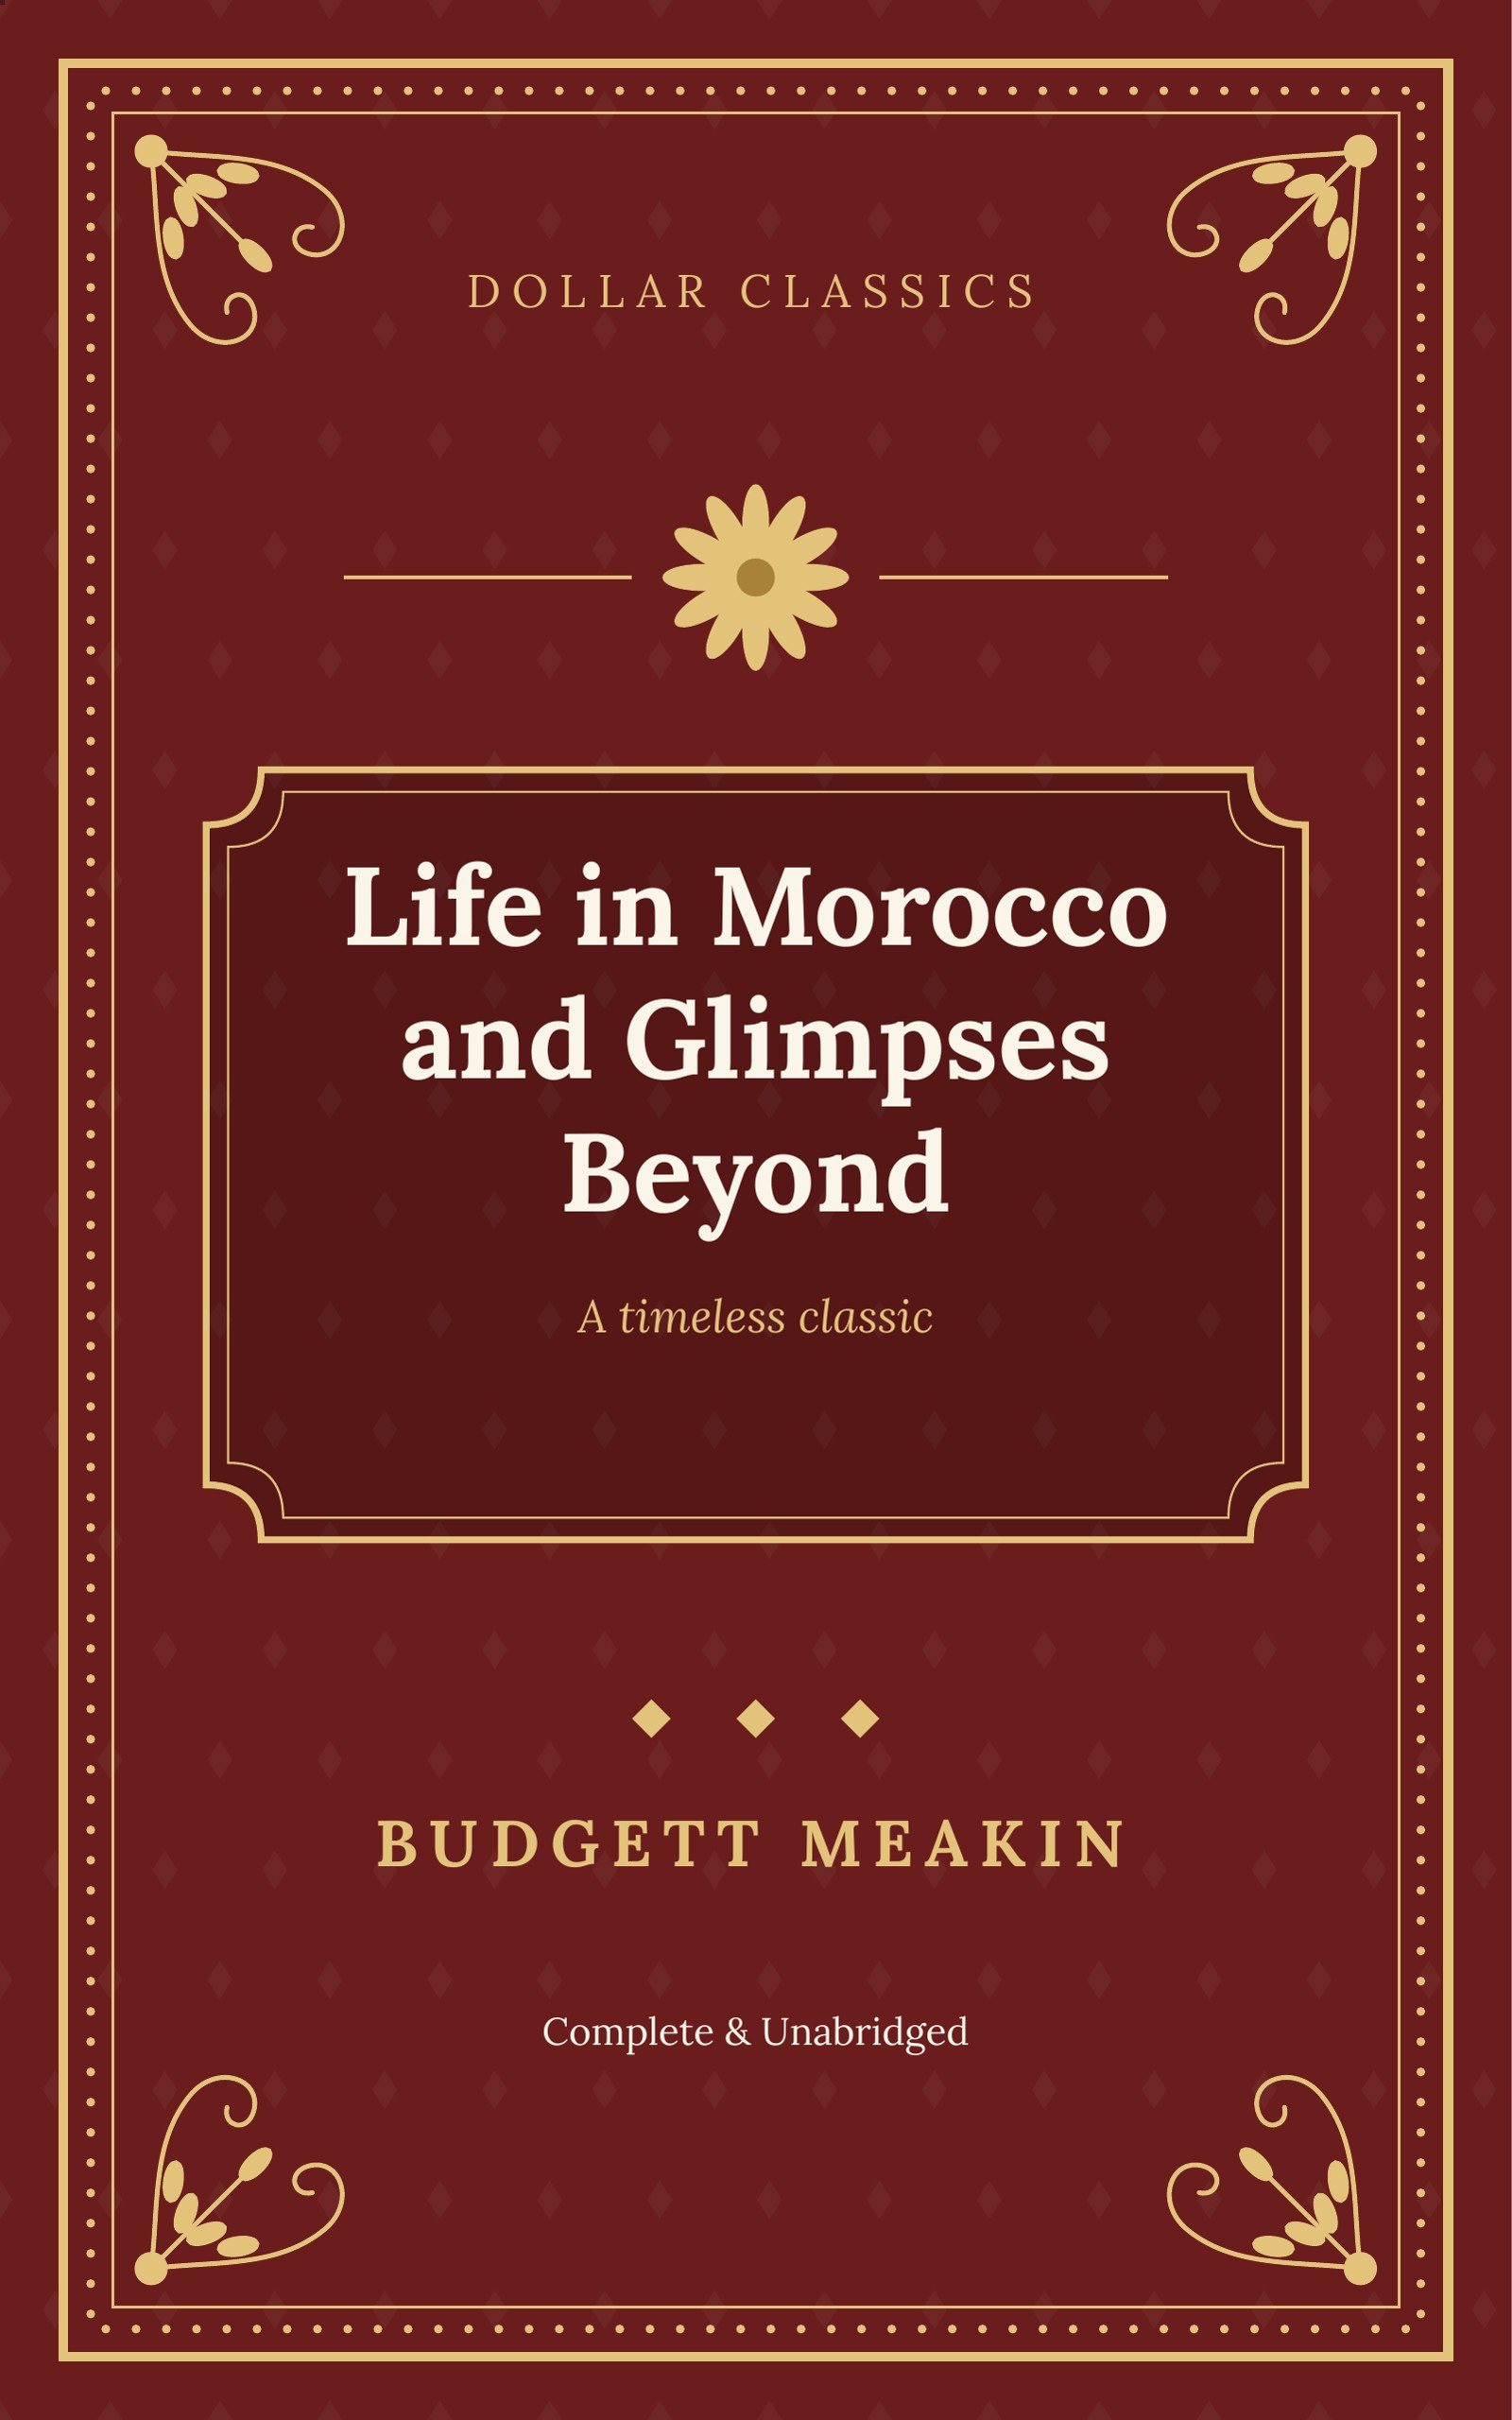 DOLLAR CLASSICS
Life in Morocco
and Glimpses
Beyond
A timeless classic
BUDGETT MEAKIN
Complete & Unabridged